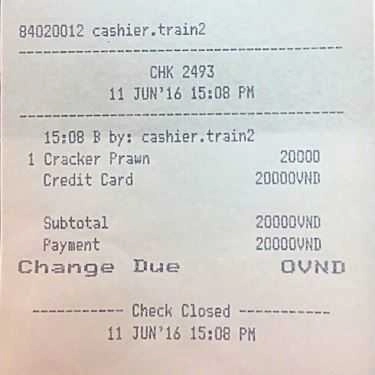 84020012 cashier.train2
--------------------------------
CHK 2493
11 JUN'16 15:08 PM
--------------------------------
15:08 B by: cashier.train2
1 Cracker Prawn 20000
Credit Card 20000VND
Subtotal 20000VND
Payment 20000VND
Change Due 0VND
----------- Check Closed -----------
11 JUN'16 15:08 PM